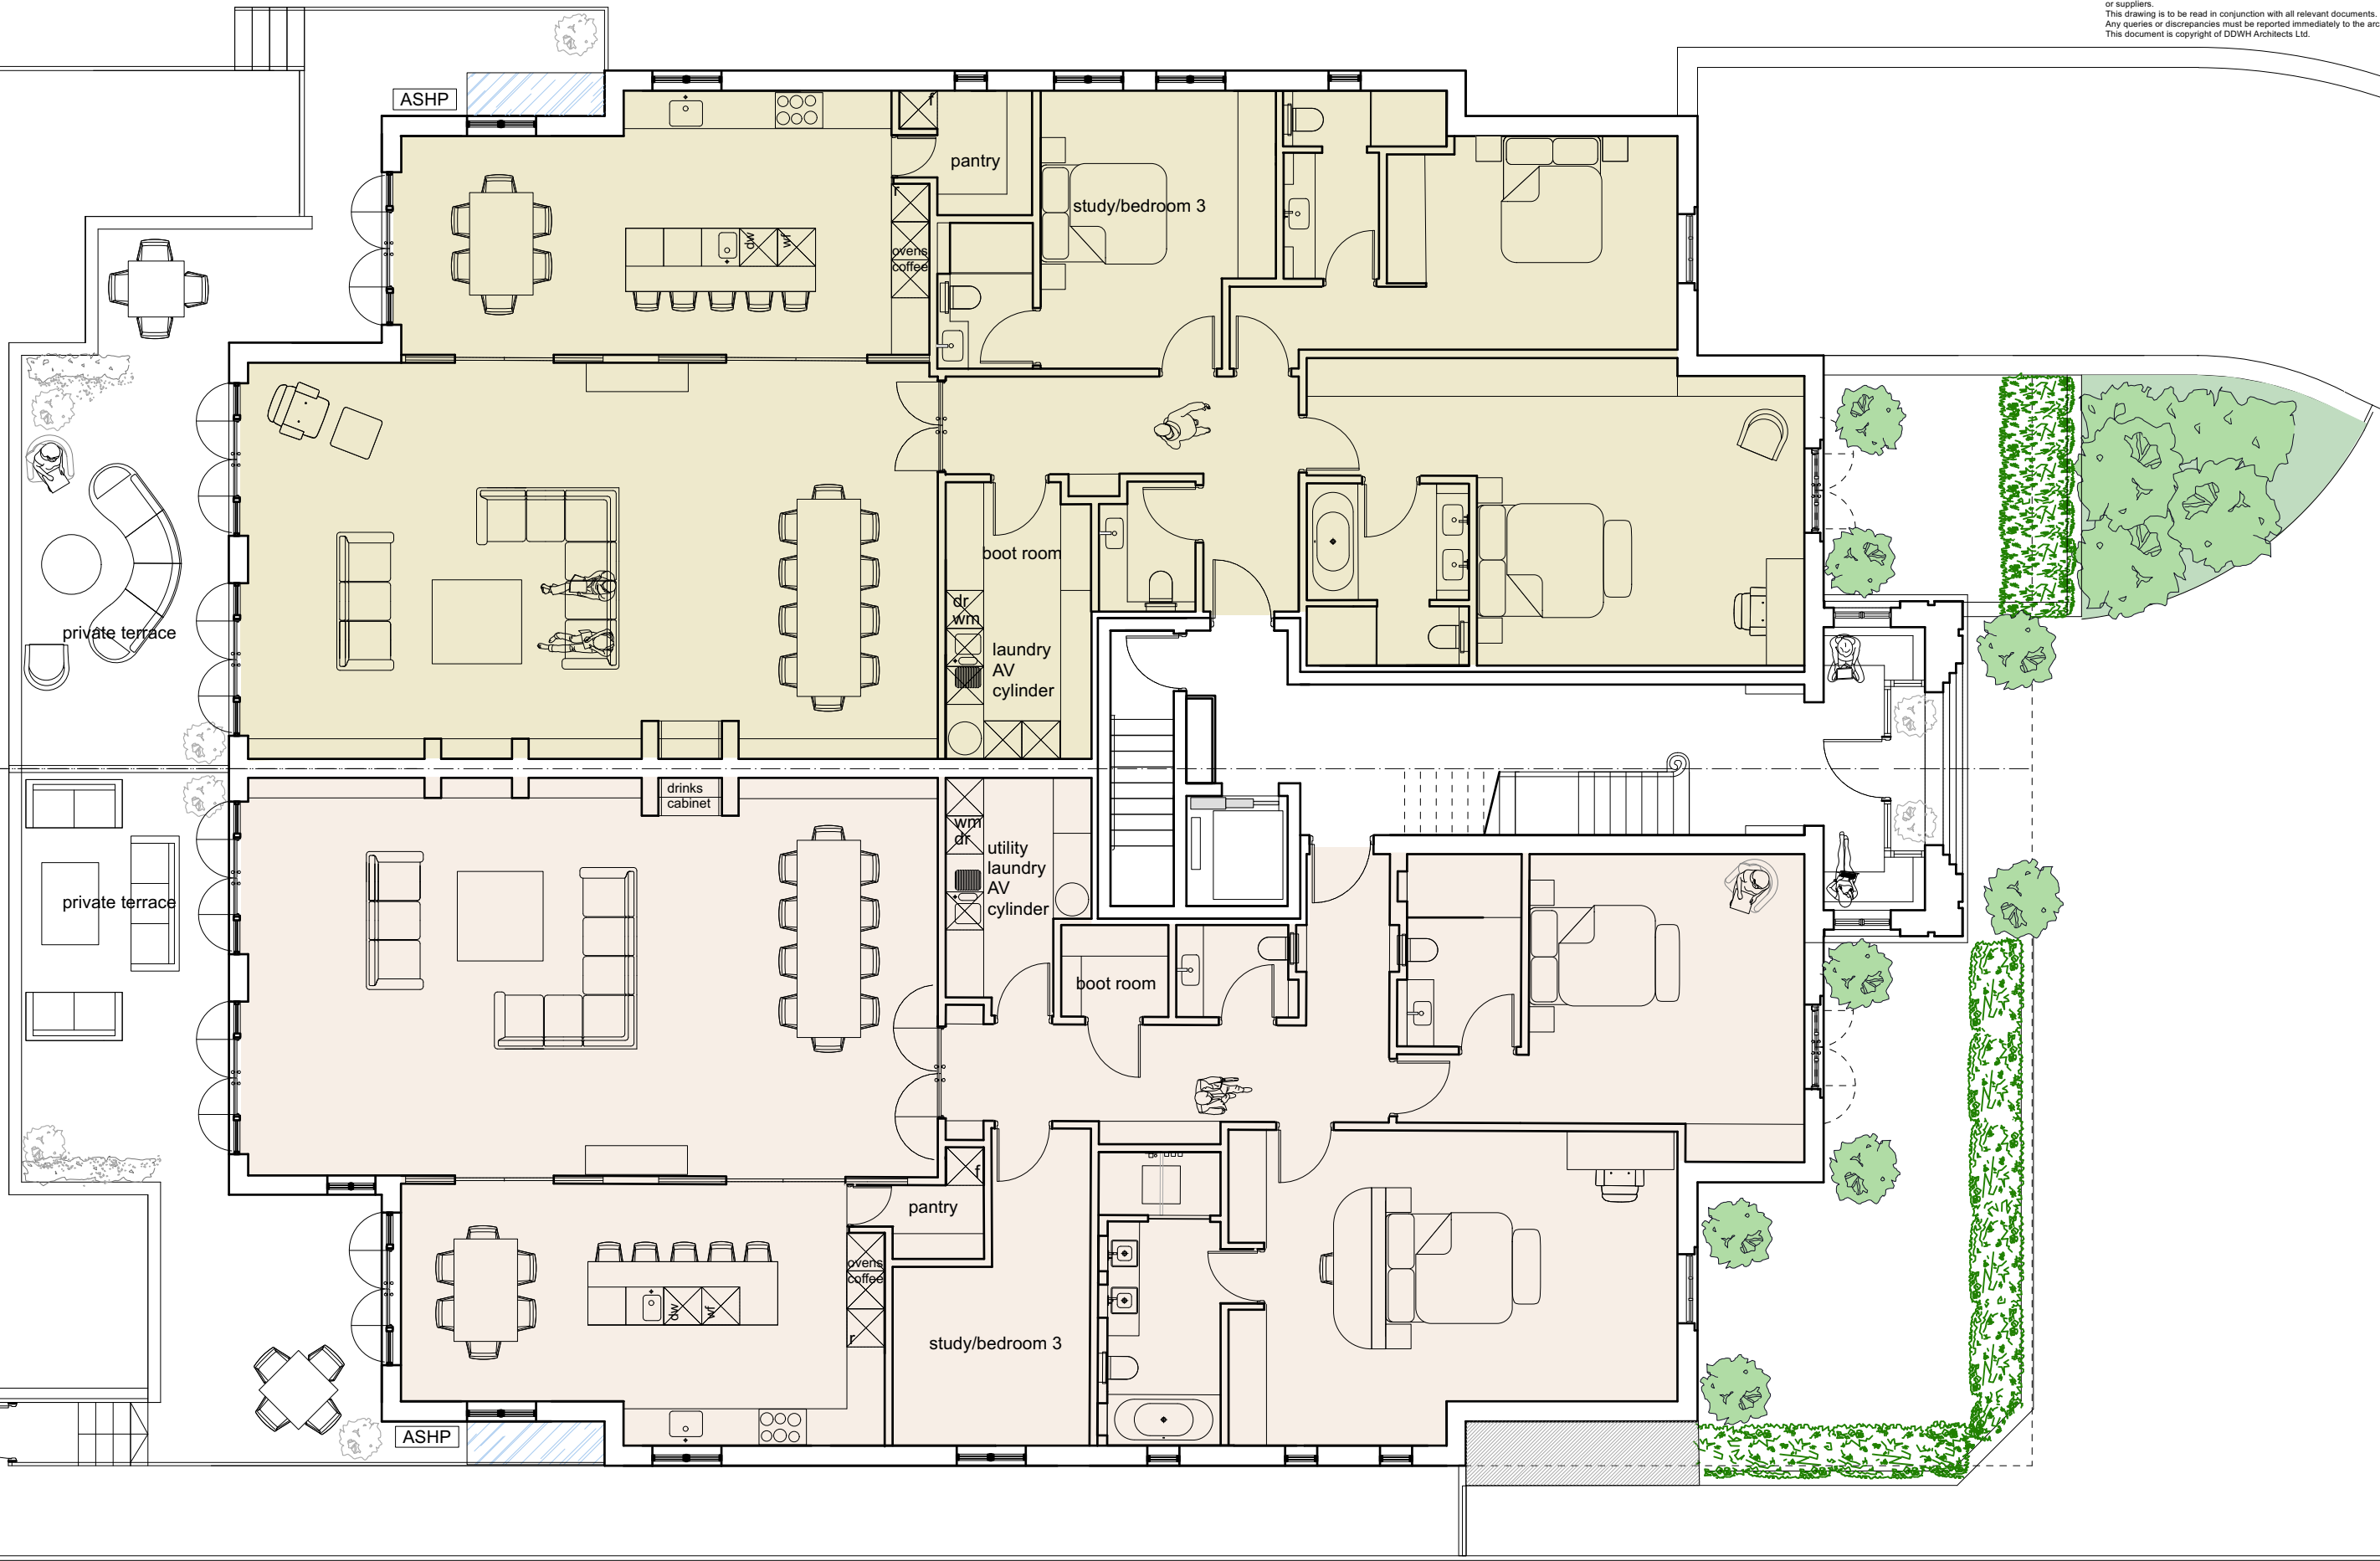 or suppliers.
This drawing is to be read in conjunction with all relevant documents.
Any queries or discrepancies must be reported immediately to the arc
This document is copyright of DDWH Architects Ltd.
ASHP
f
pantry
r
study/bedroom 3
dw
wf
ovens
coffee
boot room
dr
wm
private terrace
laundry
AV
cylinder
drinks
cabinet
wm
dr
utility
laundry
AV
cylinder
private terrace
boot room
f
pantry
ovens
coffee
dw
wf
r
study/bedroom 3
ASHP